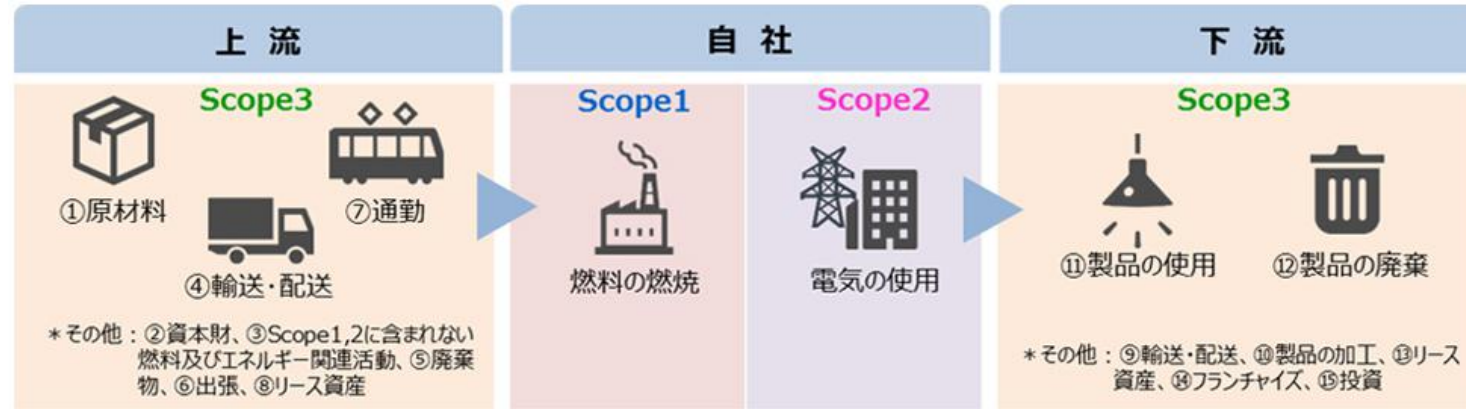 上 流
Scope3
①原材料
⑦通勤
④輸送・配送
＊その他：②資本財、③Scope1,2に含まれない
燃料及びエネルギー関連活動、⑤廃棄
物、⑥出張、⑧リース資産
自 社
Scope1
燃料の燃焼
Scope2
電気の使用
下 流
Scope3
⑪製品の使用
⑫製品の廃棄
＊その他：⑨輸送・配送、⑩製品の加工、⑬リース
資産、⑭フランチャイズ、⑮投資